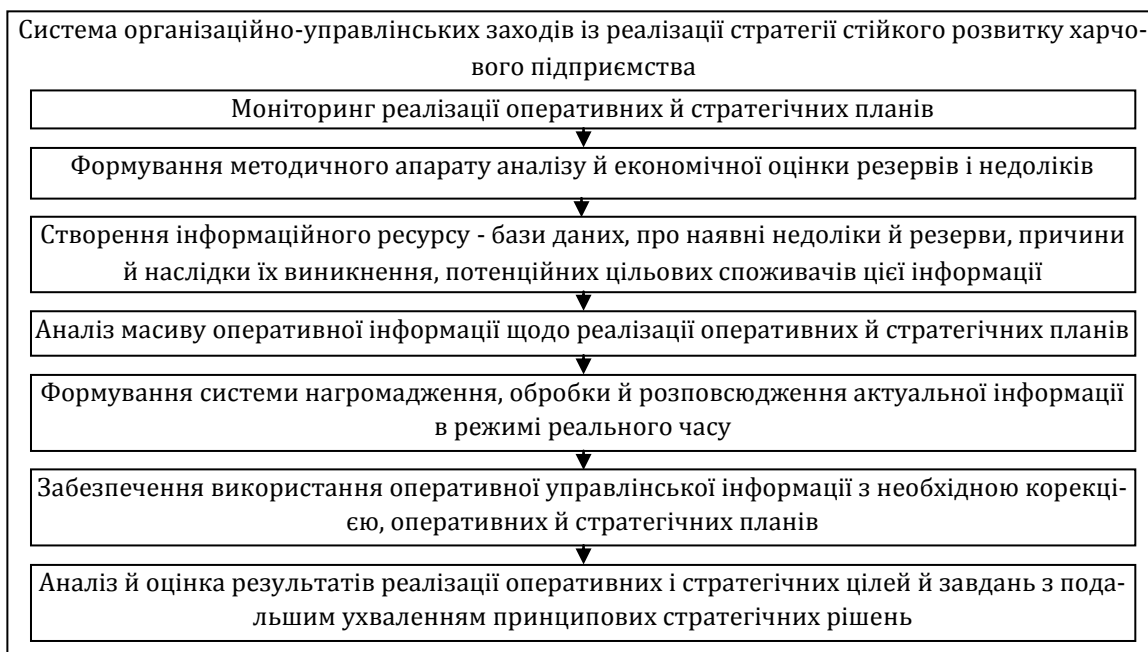 Система організаційно-управлінських заходів із реалізації стратегії стійкого розвитку харчо-
вого підприємства
Моніторинг реалізації оперативних й стратегічних планів
Формування методичного апарату аналізу й економічної оцінки резервів і недоліків
Створення інформаційного ресурсу - бази даних, про наявні недоліки й резерви, причини
й наслідки їх виникнення, потенційних цільових споживачів цієї інформації
Аналіз масиву оперативної інформації щодо реалізації оперативних й стратегічних планів
Формування системи нагромадження, обробки й розповсюдження актуальної інформації
в режимі реального часу
Забезпечення використання оперативної управлінської інформації з необхідною корекці-
єю, оперативних й стратегічних планів
Аналіз й оцінка результатів реалізації оперативних і стратегічних цілей й завдань з пода-
льшим ухваленням принципових стратегічних рішень